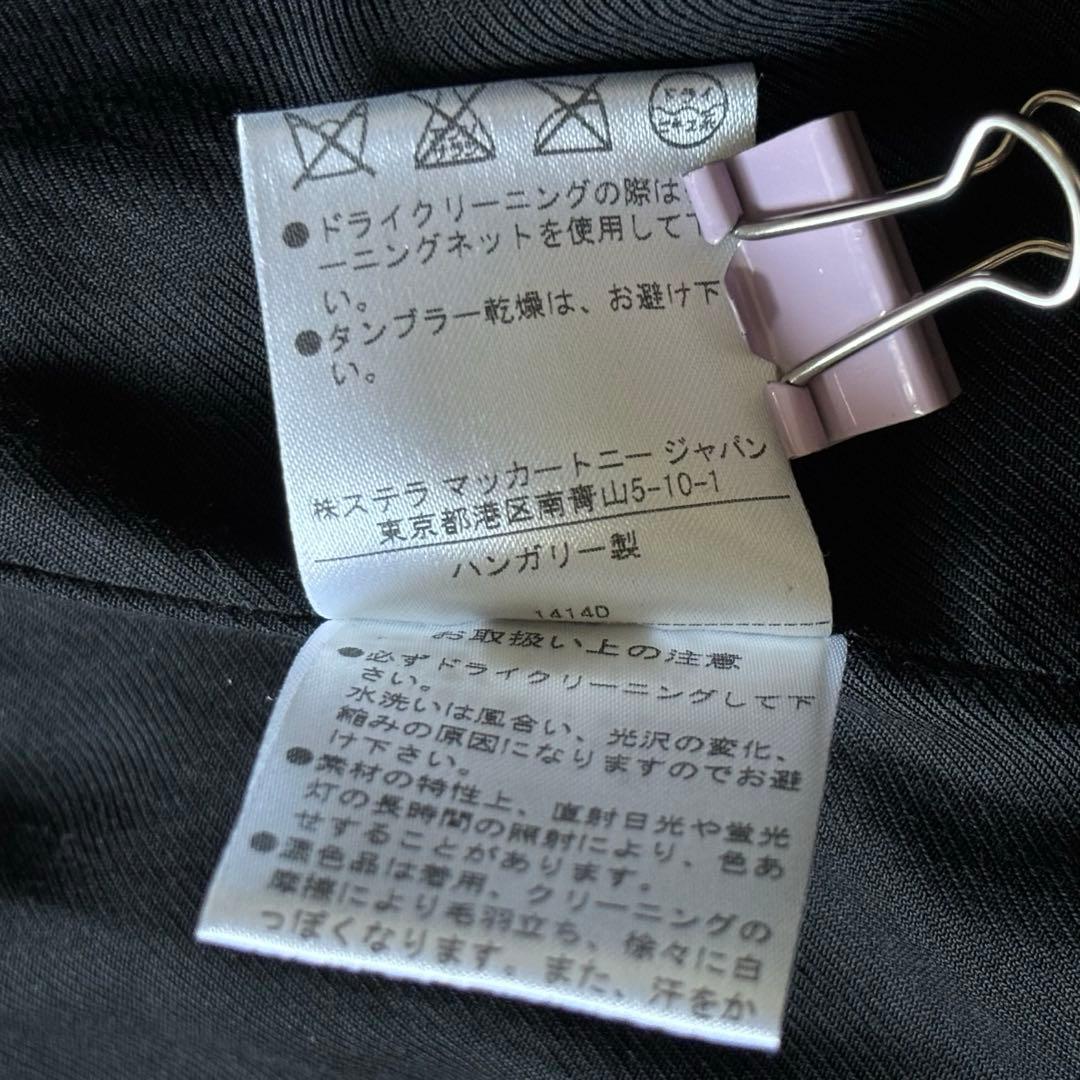 ドライ
●ドライクリーニングの際は
ーニングネットを使用して下
い。
●タンブラー乾燥は、お避け下
い。
株ステラ マッカートニー ジャパン
東京都港区南青山5-10-1
ハンガリー製
1414D
お取扱い上の注意
●必ずドライクリーニングして下
さい。
水洗いは風合い、光沢の変化、
縮みの原因になりますのでお避
け下さい。
●素材の特性上、直射日光や蛍光
灯の長時間の照射により、色あ
せすることがあります。
●濃色品は着用、クリーニングの
摩擦により毛羽立ち、徐々に白
っぽくなります。また、汗をか